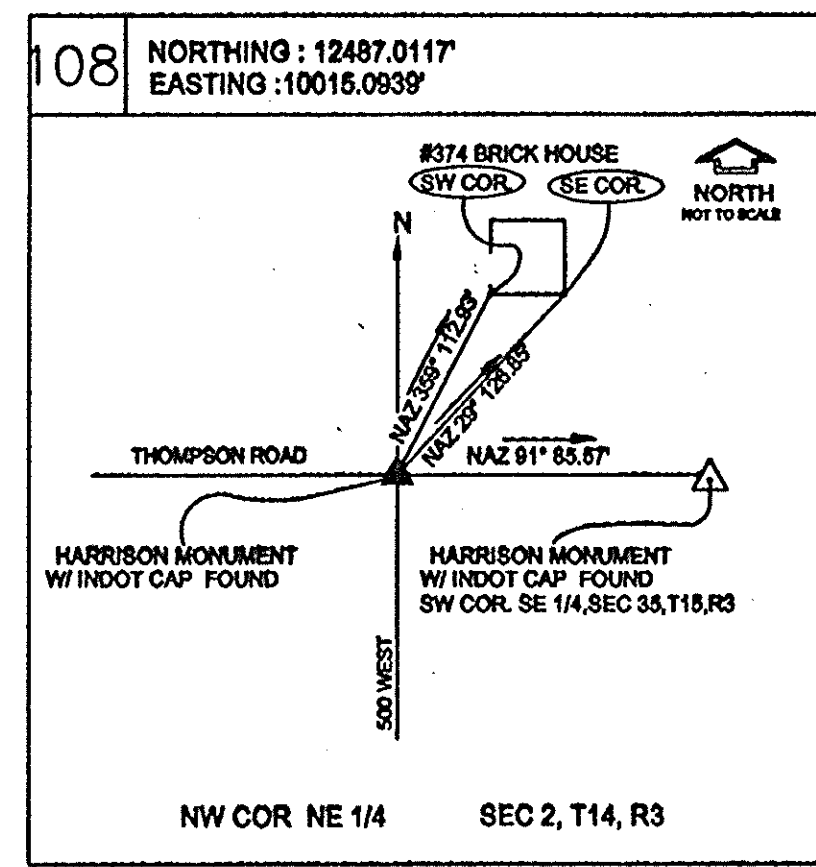 108
NORTHING : 12487.0117'
EASTING :10015.0939'
#374 BRICK HOUSE
SW COR.
SE COR.
NORTH
NOT TO SCALE
N
NAZ 359° 112.93'
NAZ 29° 128.85'
THOMPSON ROAD
NAZ 91° 85.57'
HARRISON MONUMENT
W/ INDOT CAP FOUND
HARRISON MONUMENT
W/ INDOT CAP FOUND
SW COR. SE 1/4,SEC 35,T15,R3
500 WEST
NW COR NE 1/4
SEC 2, T14, R3